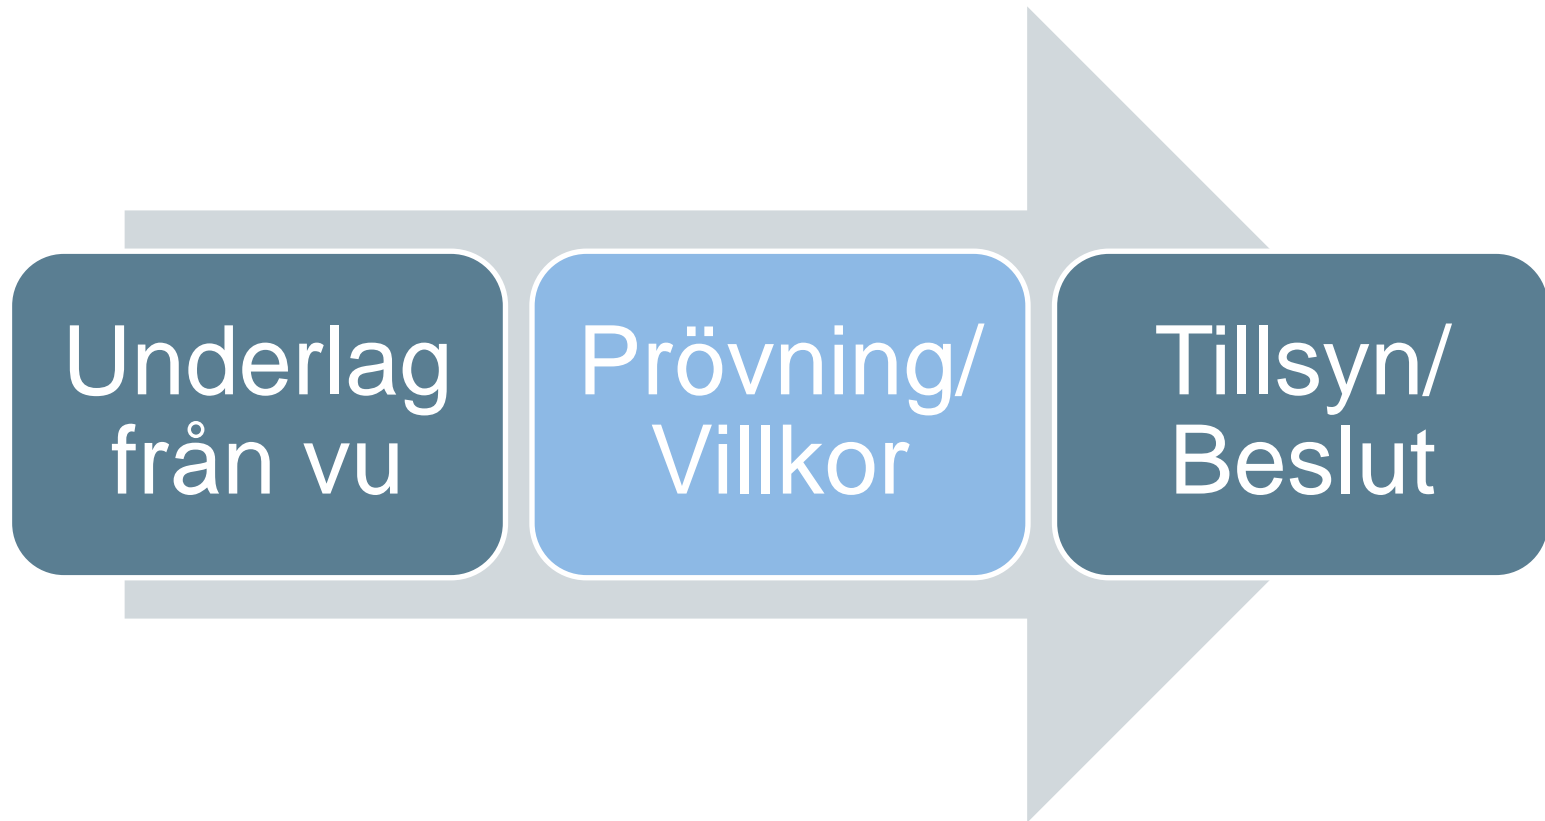 Underlag
från vu
Prövning/
Villkor
Tillsyn/
Beslut